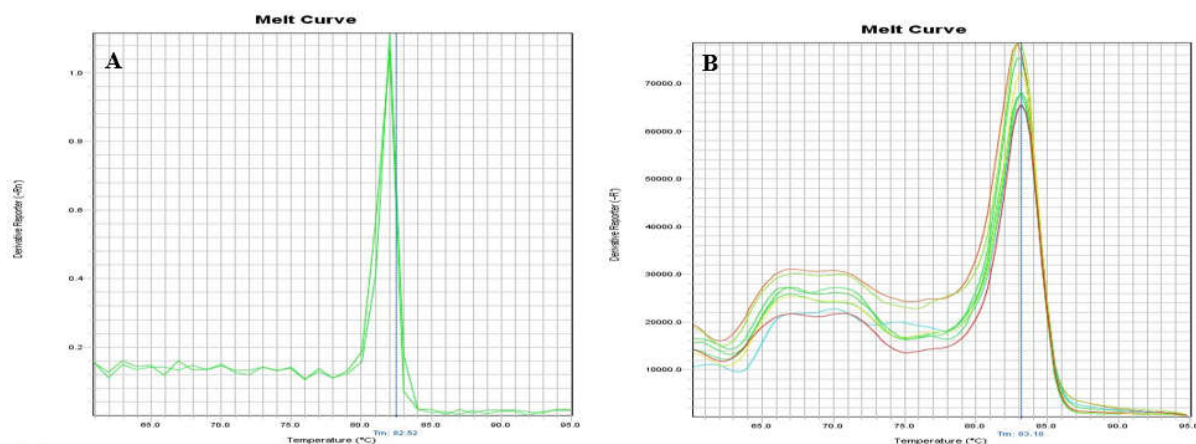 Melt Curve
A
Derivative Reporter (-Rn')
1.0
0.8
0.6
0.4
0.2
65.0 70.0 75.0 80.0 85.0 90.0 95.0
Tm: 82.52
Temperature (°C)
Melt Curve
B
Derivative Reporter (-R')
70000.0
60000.0
50000.0
40000.0
30000.0
20000.0
10000.0
65.0 70.0 75.0 80.0 85.0 90.0 95.0
Tm: 83.18
Temperature (°C)